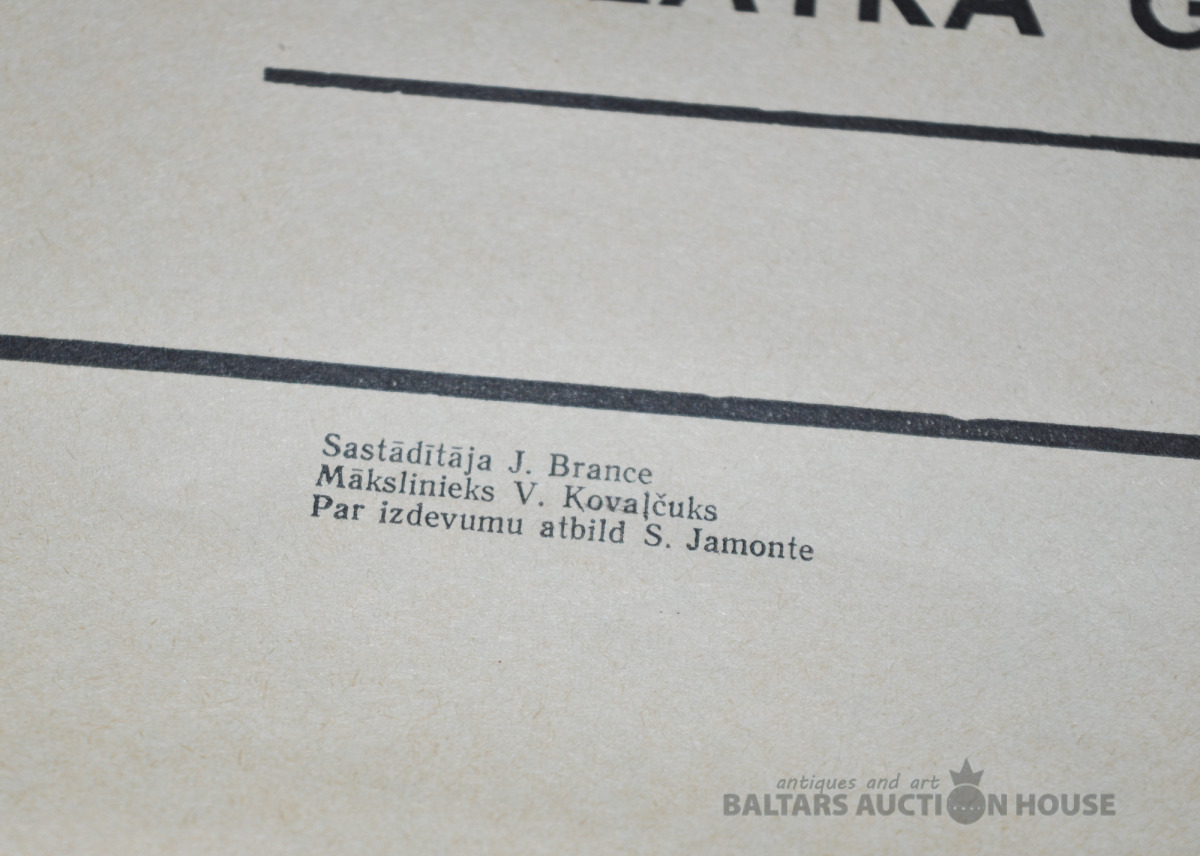 Sastādītāja J. Brance
Mākslinieks V. Kovaļčuks
Par izdevumu atbild S. Jamonte
antiques and art
BALTARS AUCTION HOUSE